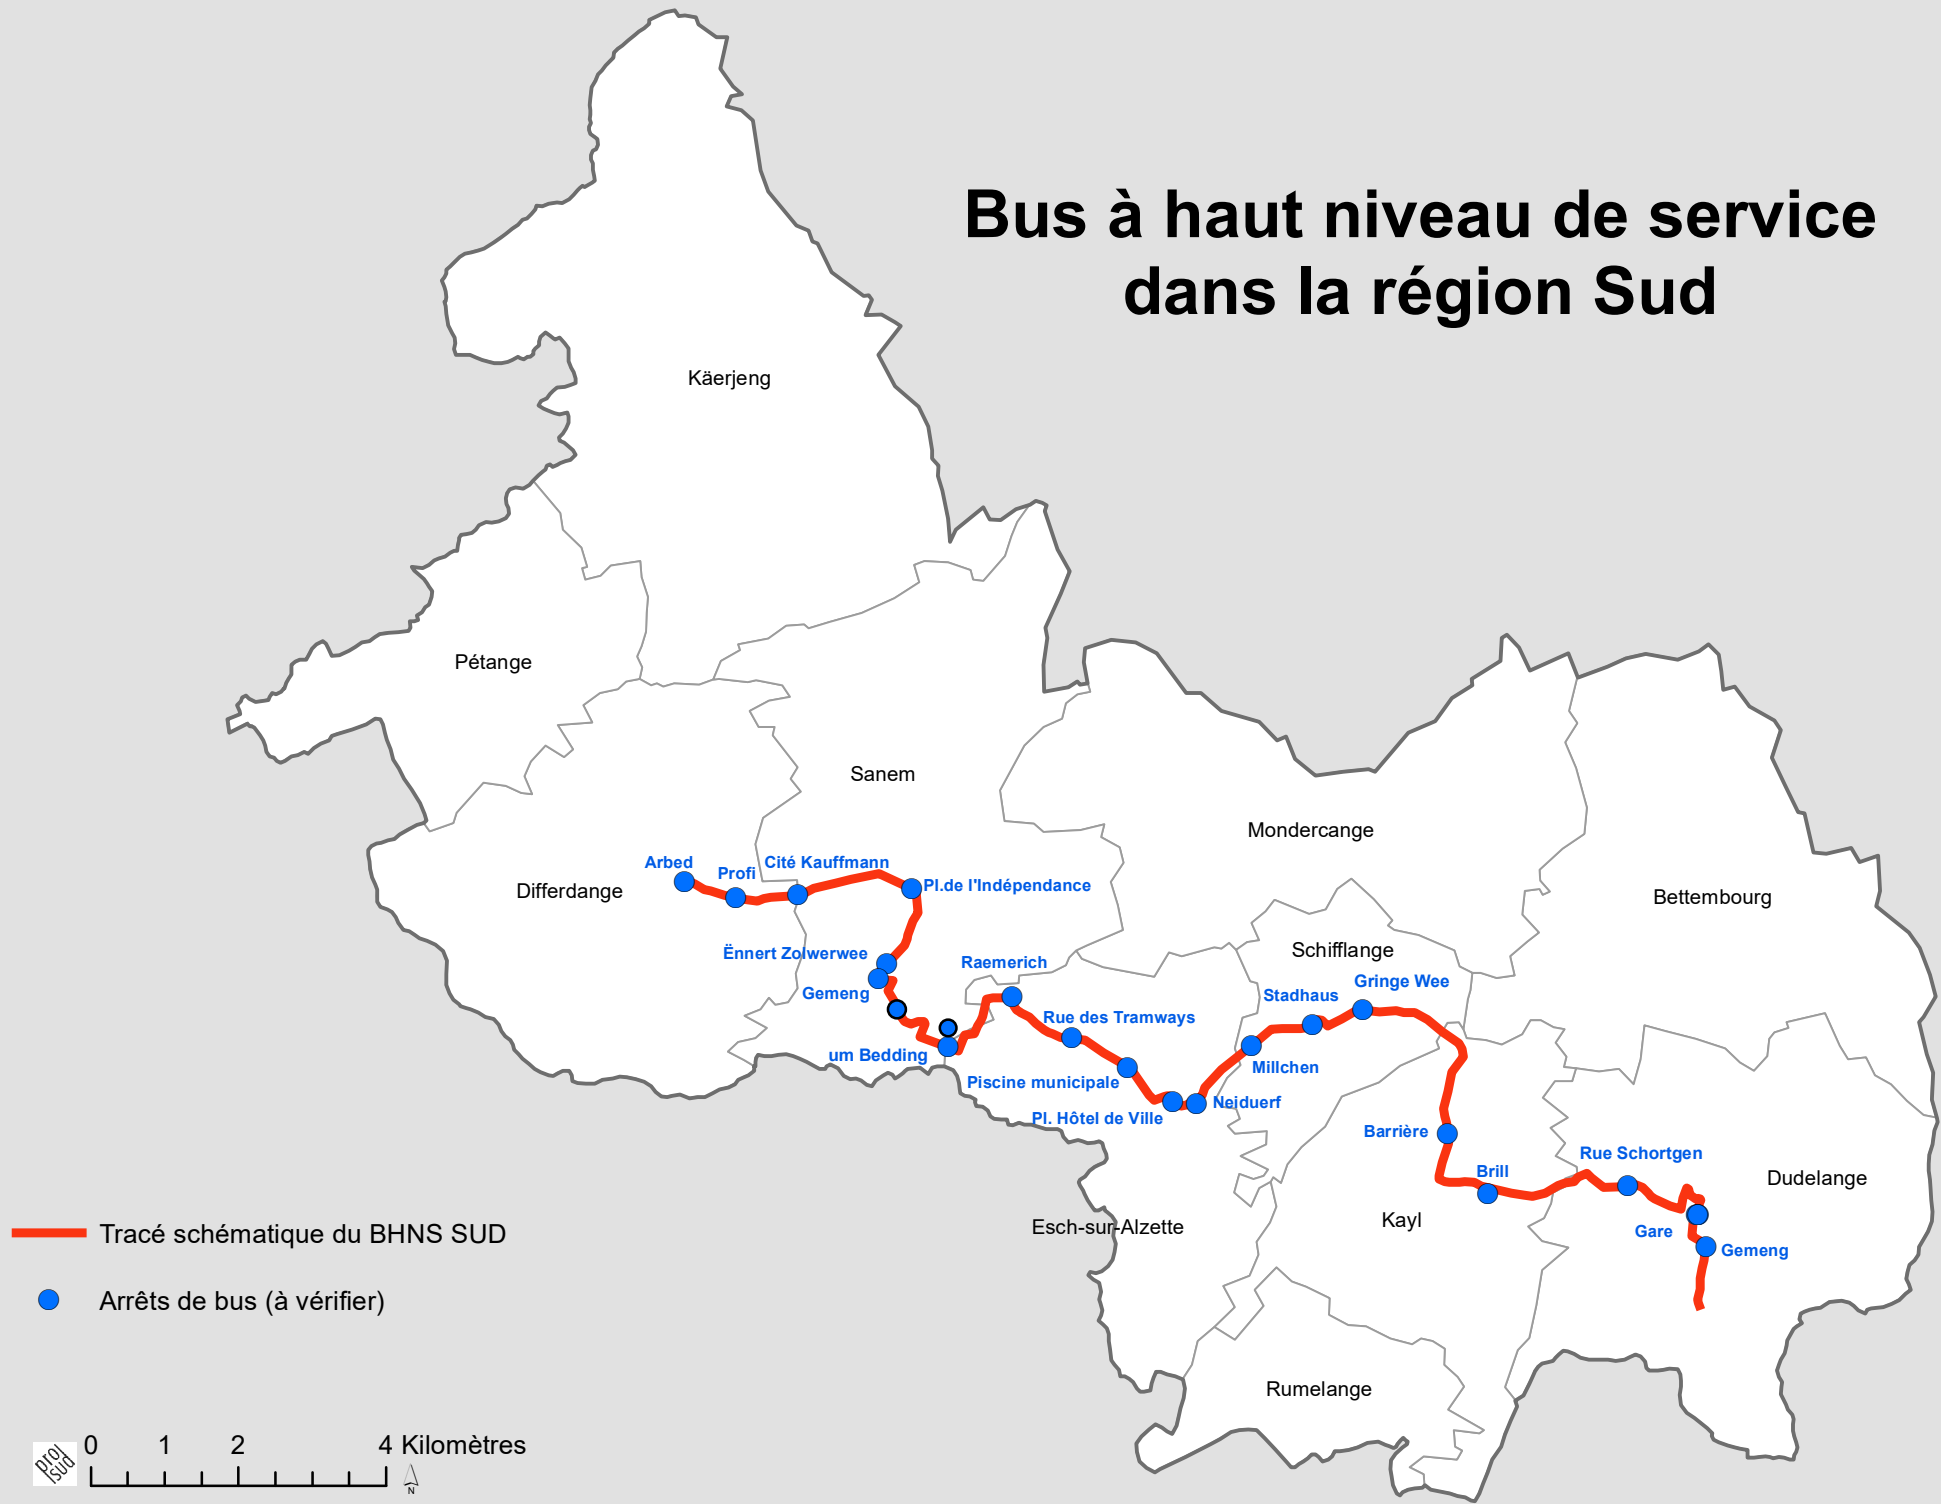 Bus à haut niveau de service
dans la région Sud
Käerjeng
Pétange
Sanem
Mondercange
Differdange
Bettembourg
Schifflange
Arbed
Profi
Cité Kauffmann
Pl.de l'Indépendance
Ënnert Zolwerwee
Gemeng
Raemerich
um Bedding
Rue des Tramways
Piscine municipale
Pl. Hôtel de Ville
Neiduerf
Millchen
Stadhaus
Gringe Wee
Barrière
Brill
Rue Schortgen
Dudelange
Gare
Gemeng
Kayl
Esch-sur-Alzette
Rumelange
Tracé schématique du BHNS SUD
Arrêts de bus (à vérifier)
0 1 2 4 Kilomètres
N
pro
sud